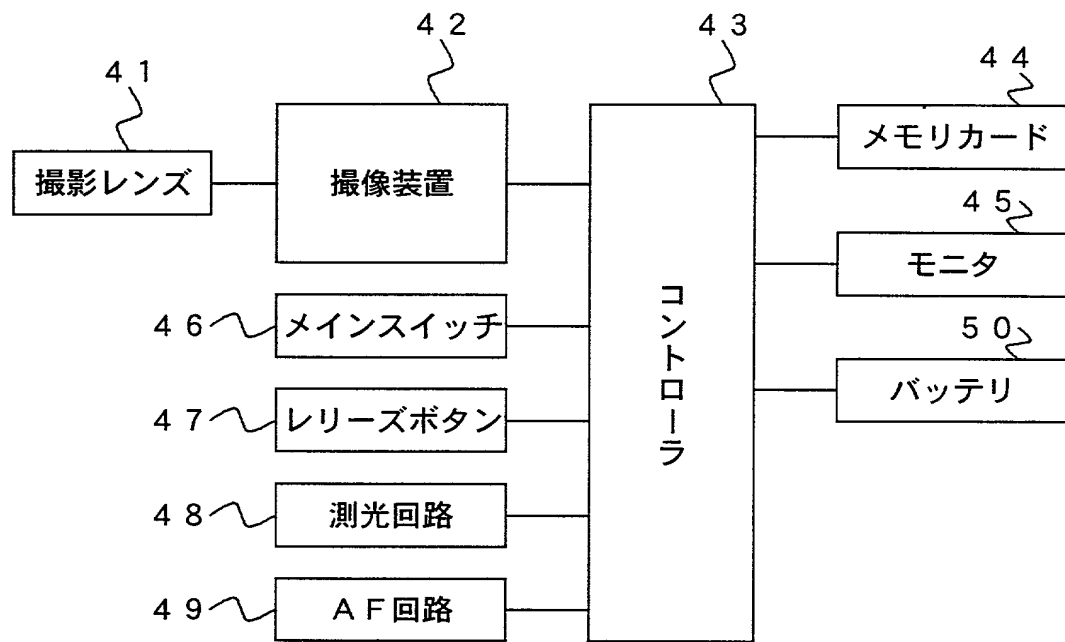 ４１
撮影レンズ
４２
撮像装置
４３
コントローラ
４４
メモリカード
４５
モニタ
５０
バッテリ
４６
メインスイッチ
４７
レリーズボタン
４８
測光回路
４９
ＡＦ回路